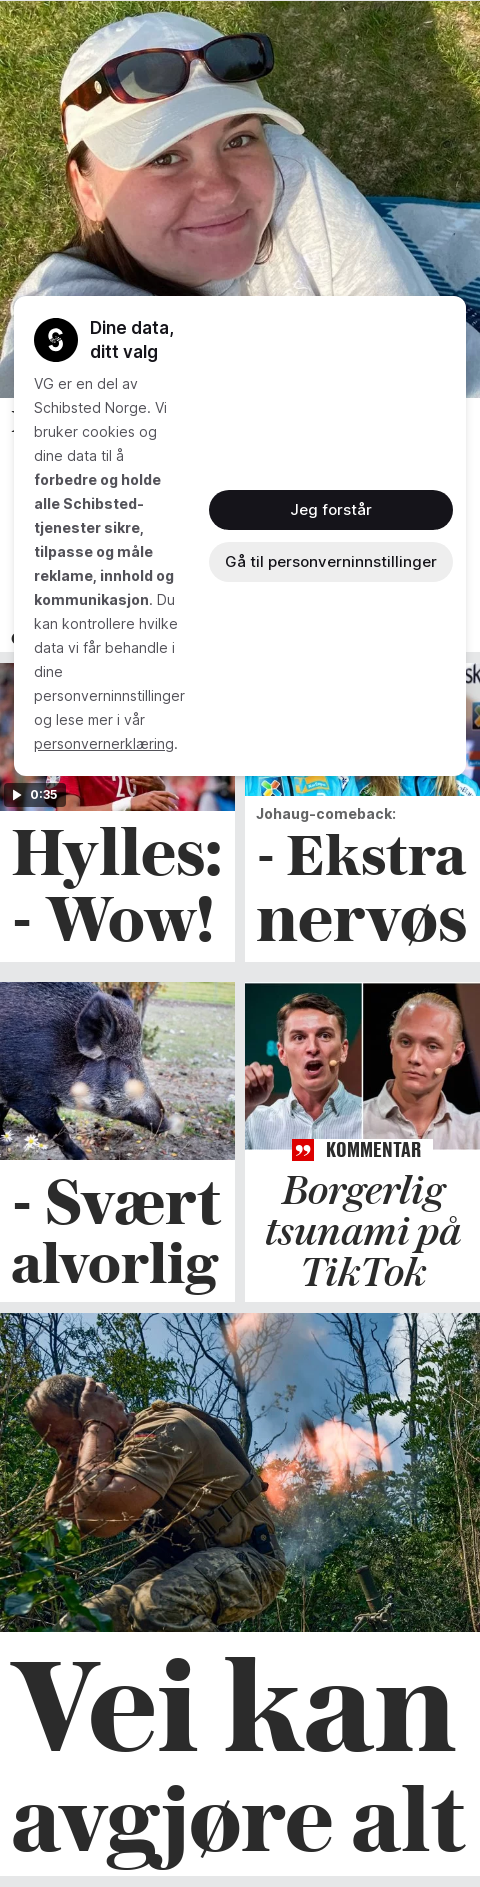 Dine data,
ditt valg
VG er en del av
Schibsted Norge. Vi
bruker cookies og
dine data til å
forbedre og holde
alle Schibsted-
tjenester sikre,
tilpasse og måle
reklame, innhold og
kommunikasjon. Du
kan kontrollere hvilke
data vi får behandle i
dine
personverninnstillinger
og lese mer i vår
personvernerklæring.
Jeg forstår
Gå til personverninnstillinger
0:35
Hylles:
- Wow!
Johaug-comeback:
- Ekstra
nervøs
- Svært
alvorlig
KOMMENTAR
Borgerlig
tsunami på
TikTok
Vei kan
avgjøre alt